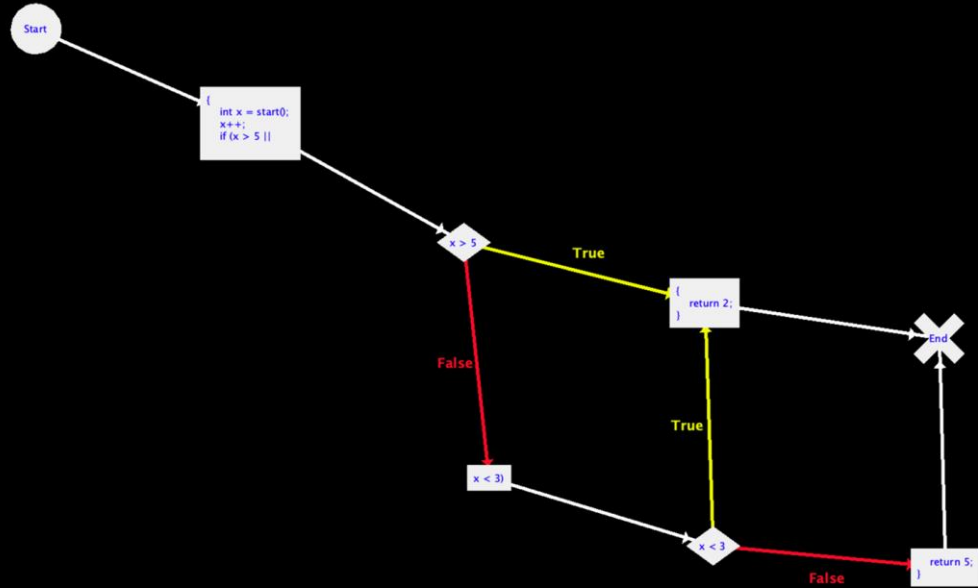 Start
{
int x = start();
x++;
if (x > 5 ||
x > 5
True
{
return 2;
}
End
False
True
x < 3)
x < 3
False
return 5;
}